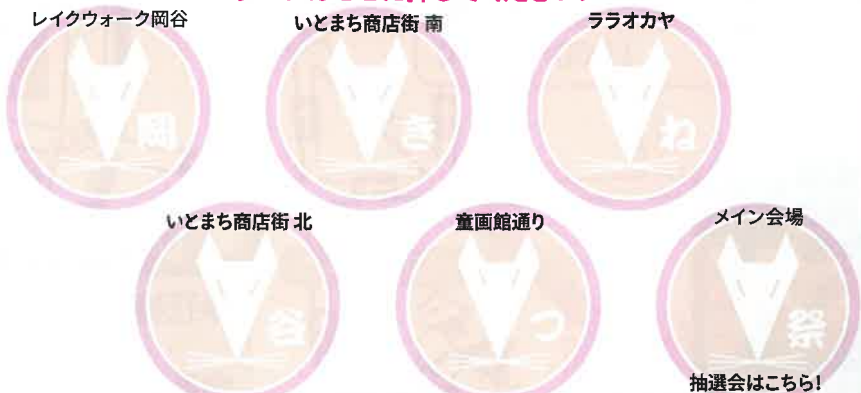 レイクウォーク岡谷
いとまち商店街 南
ララオカヤ
岡
き
ね
いとまち商店街 北
童画館通り
メイン会場
谷
つ
祭
抽選会はこちら!